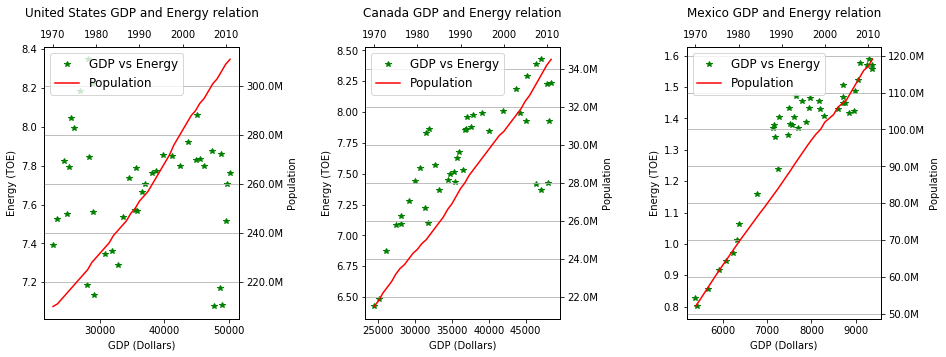 United States GDP and Energy relation
1970 1980 1990 2000 2010
8.4
8.2
8.0
7.8
7.6
7.4
7.2
Energy (TOE)
GDP vs Energy
Population
300.0M
280.0M
260.0M
240.0M
220.0M
Population
30000 40000 50000
GDP (Dollars)
Canada GDP and Energy relation
1970 1980 1990 2000 2010
8.50
8.25
8.00
7.75
7.50
7.25
7.00
6.75
6.50
Energy (TOE)
GDP vs Energy
Population
34.0M
32.0M
30.0M
28.0M
26.0M
24.0M
22.0M
Population
25000 30000 35000 40000 45000
GDP (Dollars)
Mexico GDP and Energy relation
1970 1980 1990 2000 2010
1.6
1.5
1.4
1.3
1.2
1.1
1.0
0.9
0.8
Energy (TOE)
GDP vs Energy
Population
120.0M
110.0M
100.0M
90.0M
80.0M
70.0M
60.0M
50.0M
Population
6000 7000 8000 9000
GDP (Dollars)